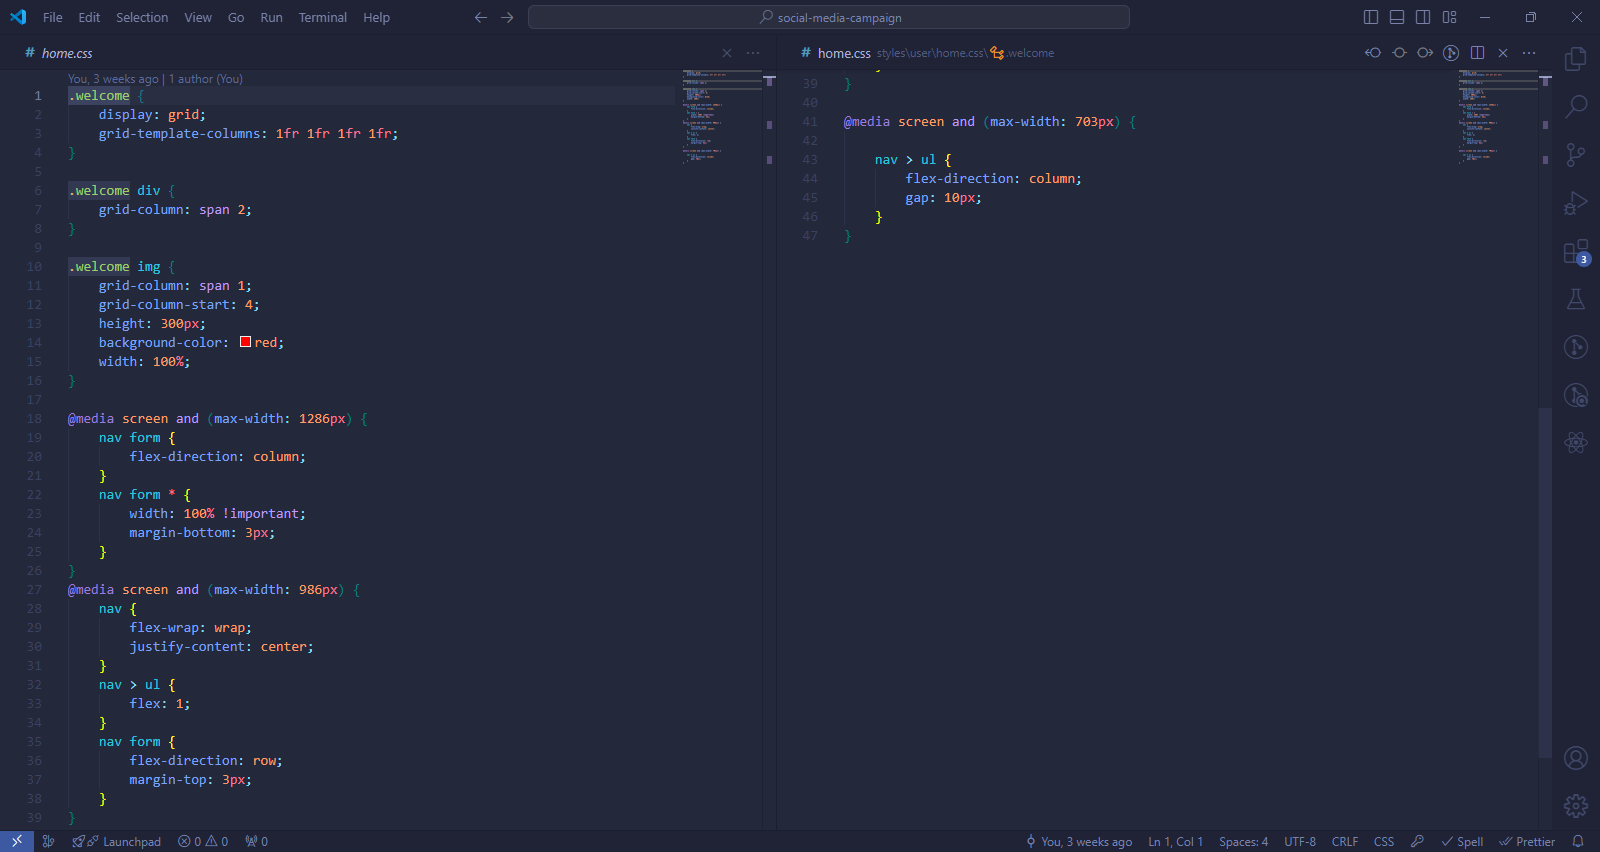 File Edit Selection View Go Run Terminal Help social-media-campaign
# home.css
# home.css styles\user\home.css\ .welcome
You, 3 weeks ago | 1 author (You)
1 .welcome {
2 display: grid;
3 grid-template-columns: 1fr 1fr 1fr 1fr;
4 }
5
6 .welcome div {
7 grid-column: span 2;
8 }
9
10 .welcome img {
11 grid-column: span 1;
12 grid-column-start: 4;
13 height: 300px;
14 background-color: red;
15 width: 100%;
16 }
17
18 @media screen and (max-width: 1286px) {
19 nav form {
20 flex-direction: column;
21 }
22 nav form * {
23 width: 100% !important;
24 margin-bottom: 3px;
25 }
26 }
27 @media screen and (max-width: 986px) {
28 nav {
29 flex-wrap: wrap;
30 justify-content: center;
31 }
32 nav > ul {
33 flex: 1;
34 }
35 nav form {
36 flex-direction: row;
37 margin-top: 3px;
38 }
39 }
39 }
40
41 @media screen and (max-width: 703px) {
42
43 nav > ul {
44 flex-direction: column;
45 gap: 10px;
46 }
47 }
3
Launchpad 0 0 0
You, 3 weeks ago Ln 1, Col 1 Spaces: 4 UTF-8 CRLF CSS Spell Prettier